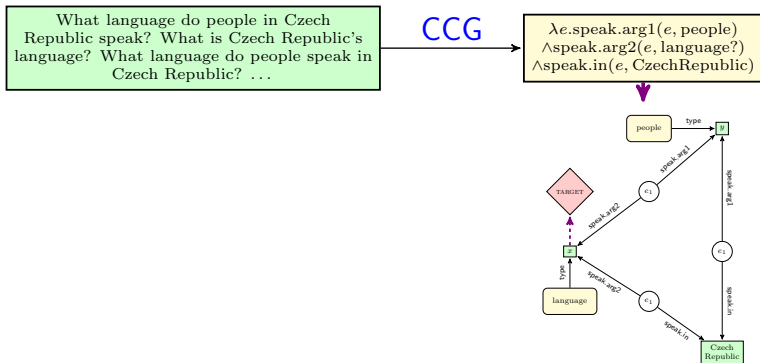 What language do people in Czech
Republic speak? What is Czech Republic's
language? What language do people speak in
Czech Republic? ...
CCG
λe.speak.arg1(e, people)
∧speak.arg2(e, language?)
∧speak.in(e, CzechRepublic)
people
type
y
speak.arg1
TARGET
e₁
speak.arg2
speak.arg1
x
e₁
type
speak.arg2
language
e₁
speak.in
speak.in
Czech
Republic